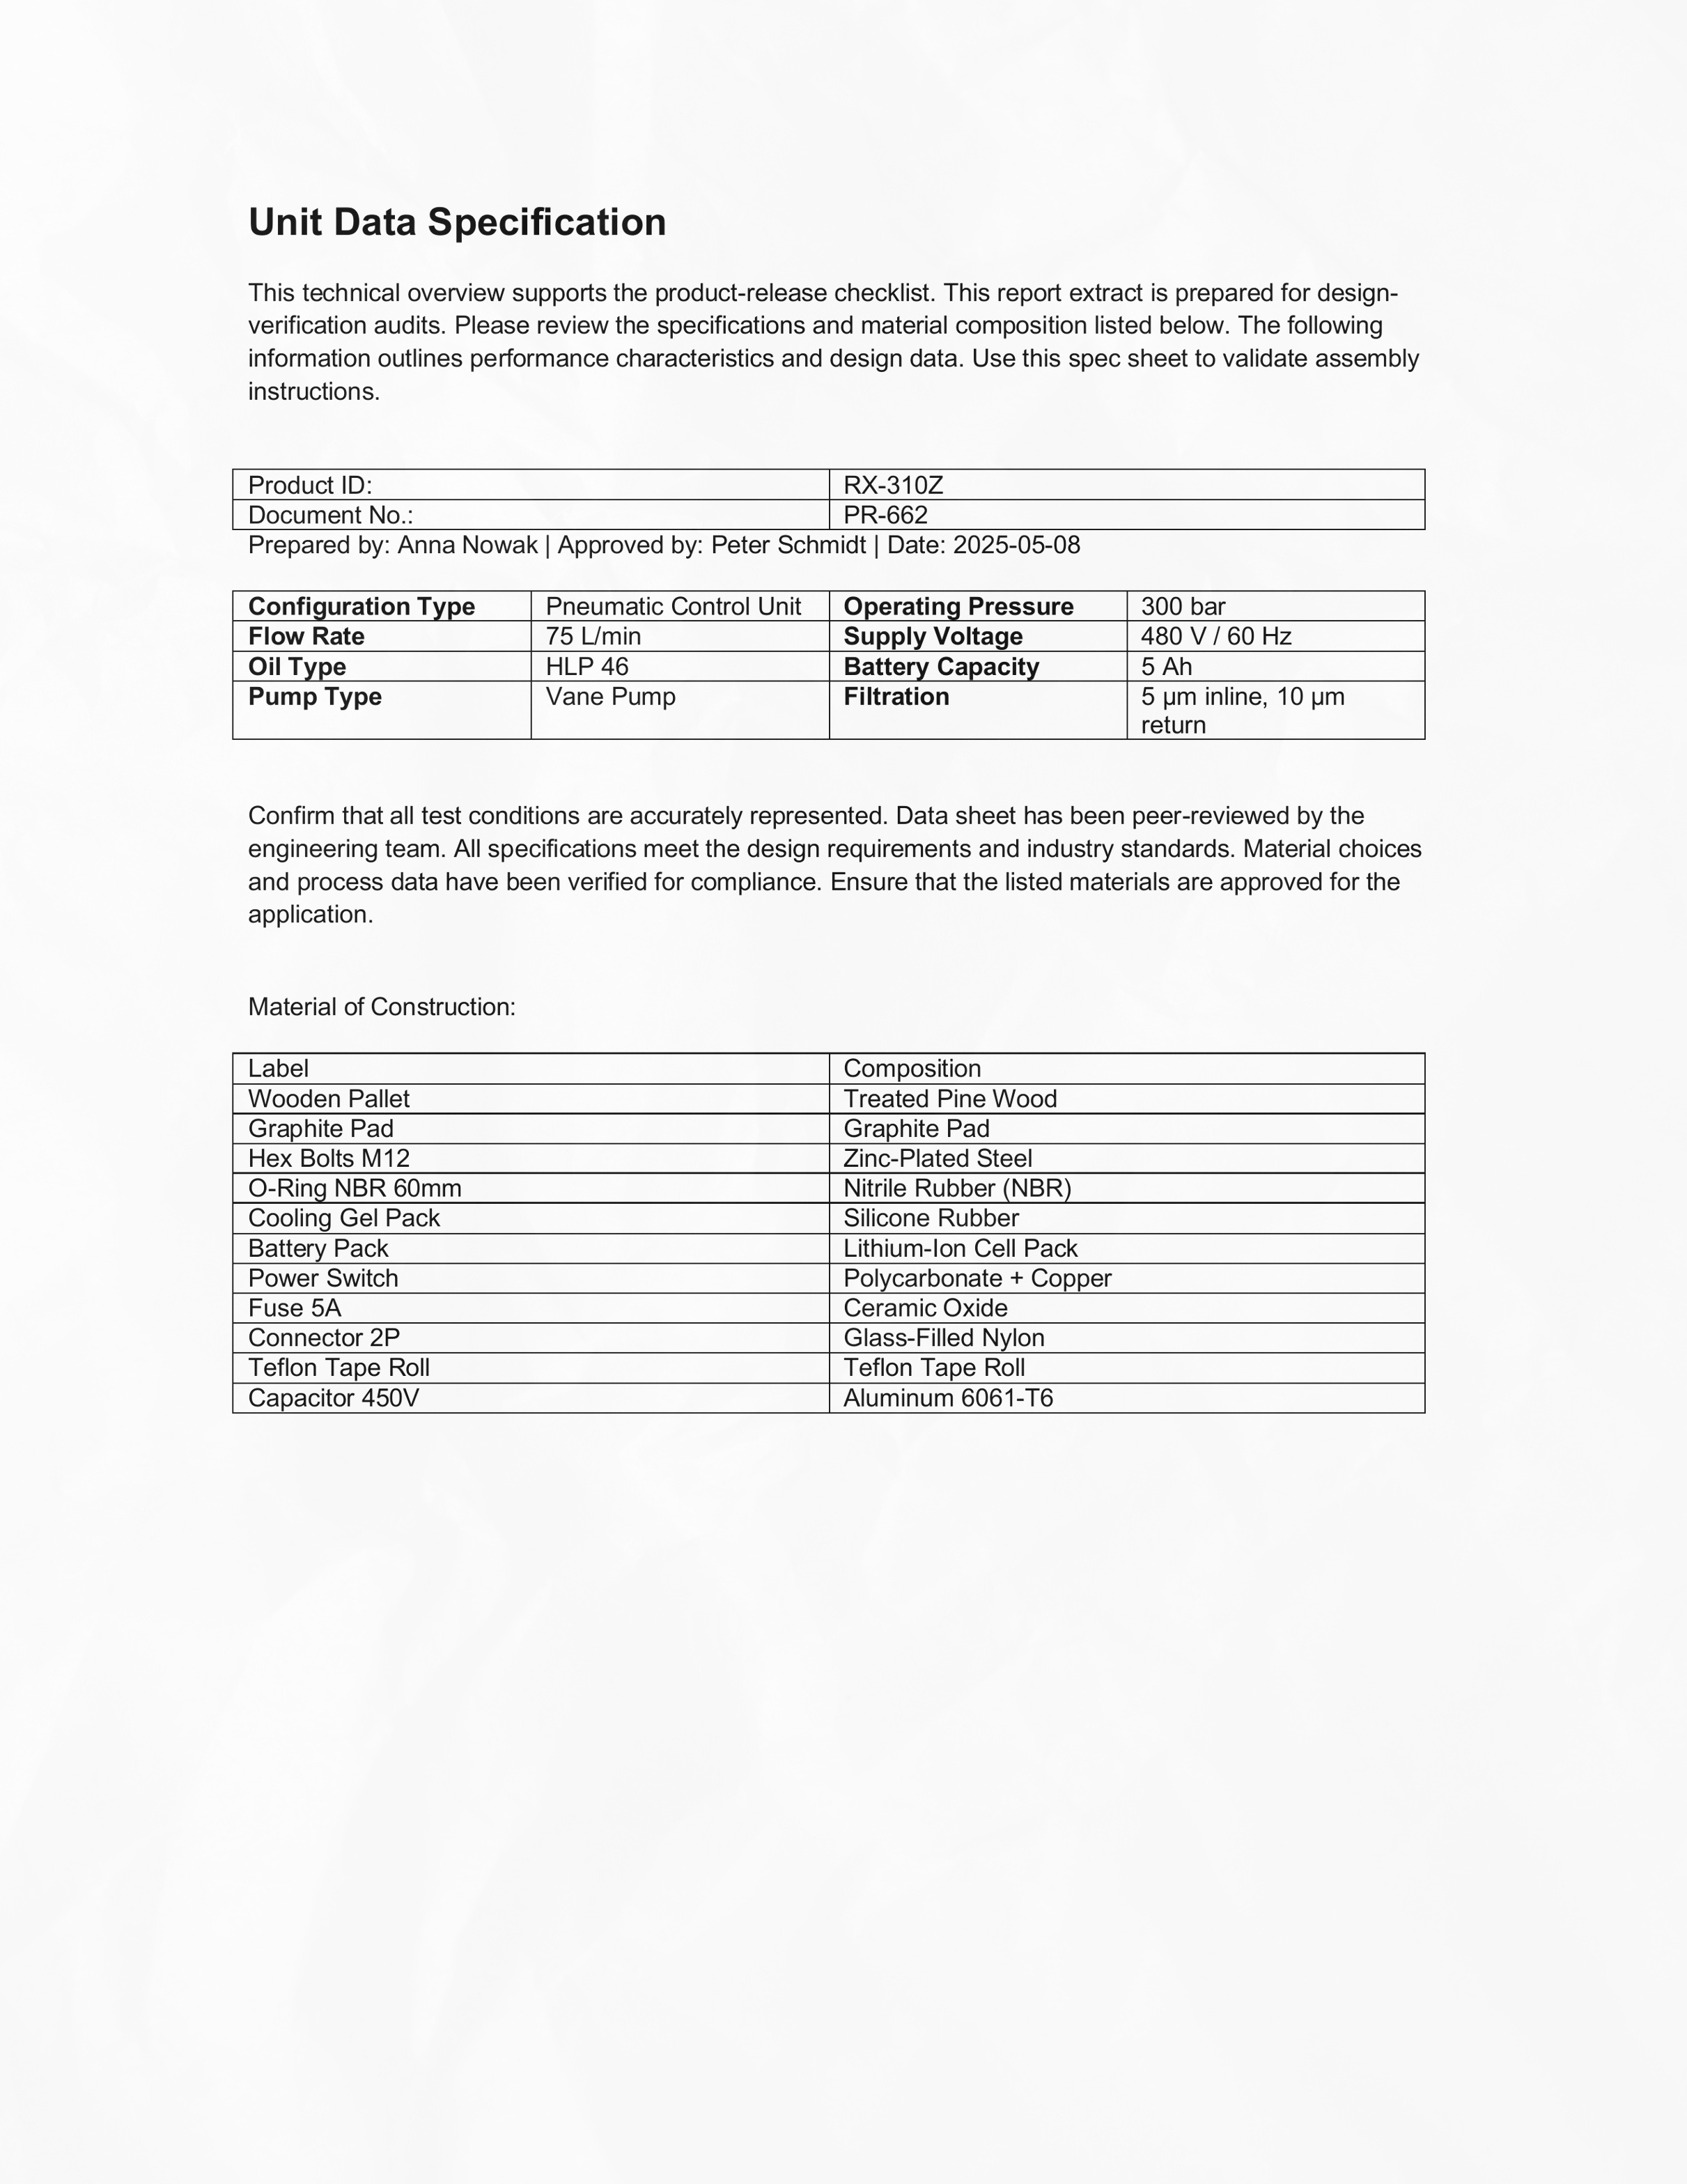 Unit Data Specification
This technical overview supports the product-release checklist. This report extract is prepared for design-
verification audits. Please review the specifications and material composition listed below. The following
information outlines performance characteristics and design data. Use this spec sheet to validate assembly
instructions.
Product ID: RX-310Z
Document No.: PR-662
Prepared by: Anna Nowak | Approved by: Peter Schmidt | Date: 2025-05-08
Configuration Type Pneumatic Control Unit Operating Pressure 300 bar
Flow Rate 75 L/min Supply Voltage 480 V / 60 Hz
Oil Type HLP 46 Battery Capacity 5 Ah
Pump Type Vane Pump Filtration 5 µm inline, 10 µm
return
Confirm that all test conditions are accurately represented. Data sheet has been peer-reviewed by the
engineering team. All specifications meet the design requirements and industry standards. Material choices
and process data have been verified for compliance. Ensure that the listed materials are approved for the
application.
Material of Construction:
Label Composition
Wooden Pallet Treated Pine Wood
Graphite Pad Graphite Pad
Hex Bolts M12 Zinc-Plated Steel
O-Ring NBR 60mm Nitrile Rubber (NBR)
Cooling Gel Pack Silicone Rubber
Battery Pack Lithium-Ion Cell Pack
Power Switch Polycarbonate + Copper
Fuse 5A Ceramic Oxide
Connector 2P Glass-Filled Nylon
Teflon Tape Roll Teflon Tape Roll
Capacitor 450V Aluminum 6061-T6